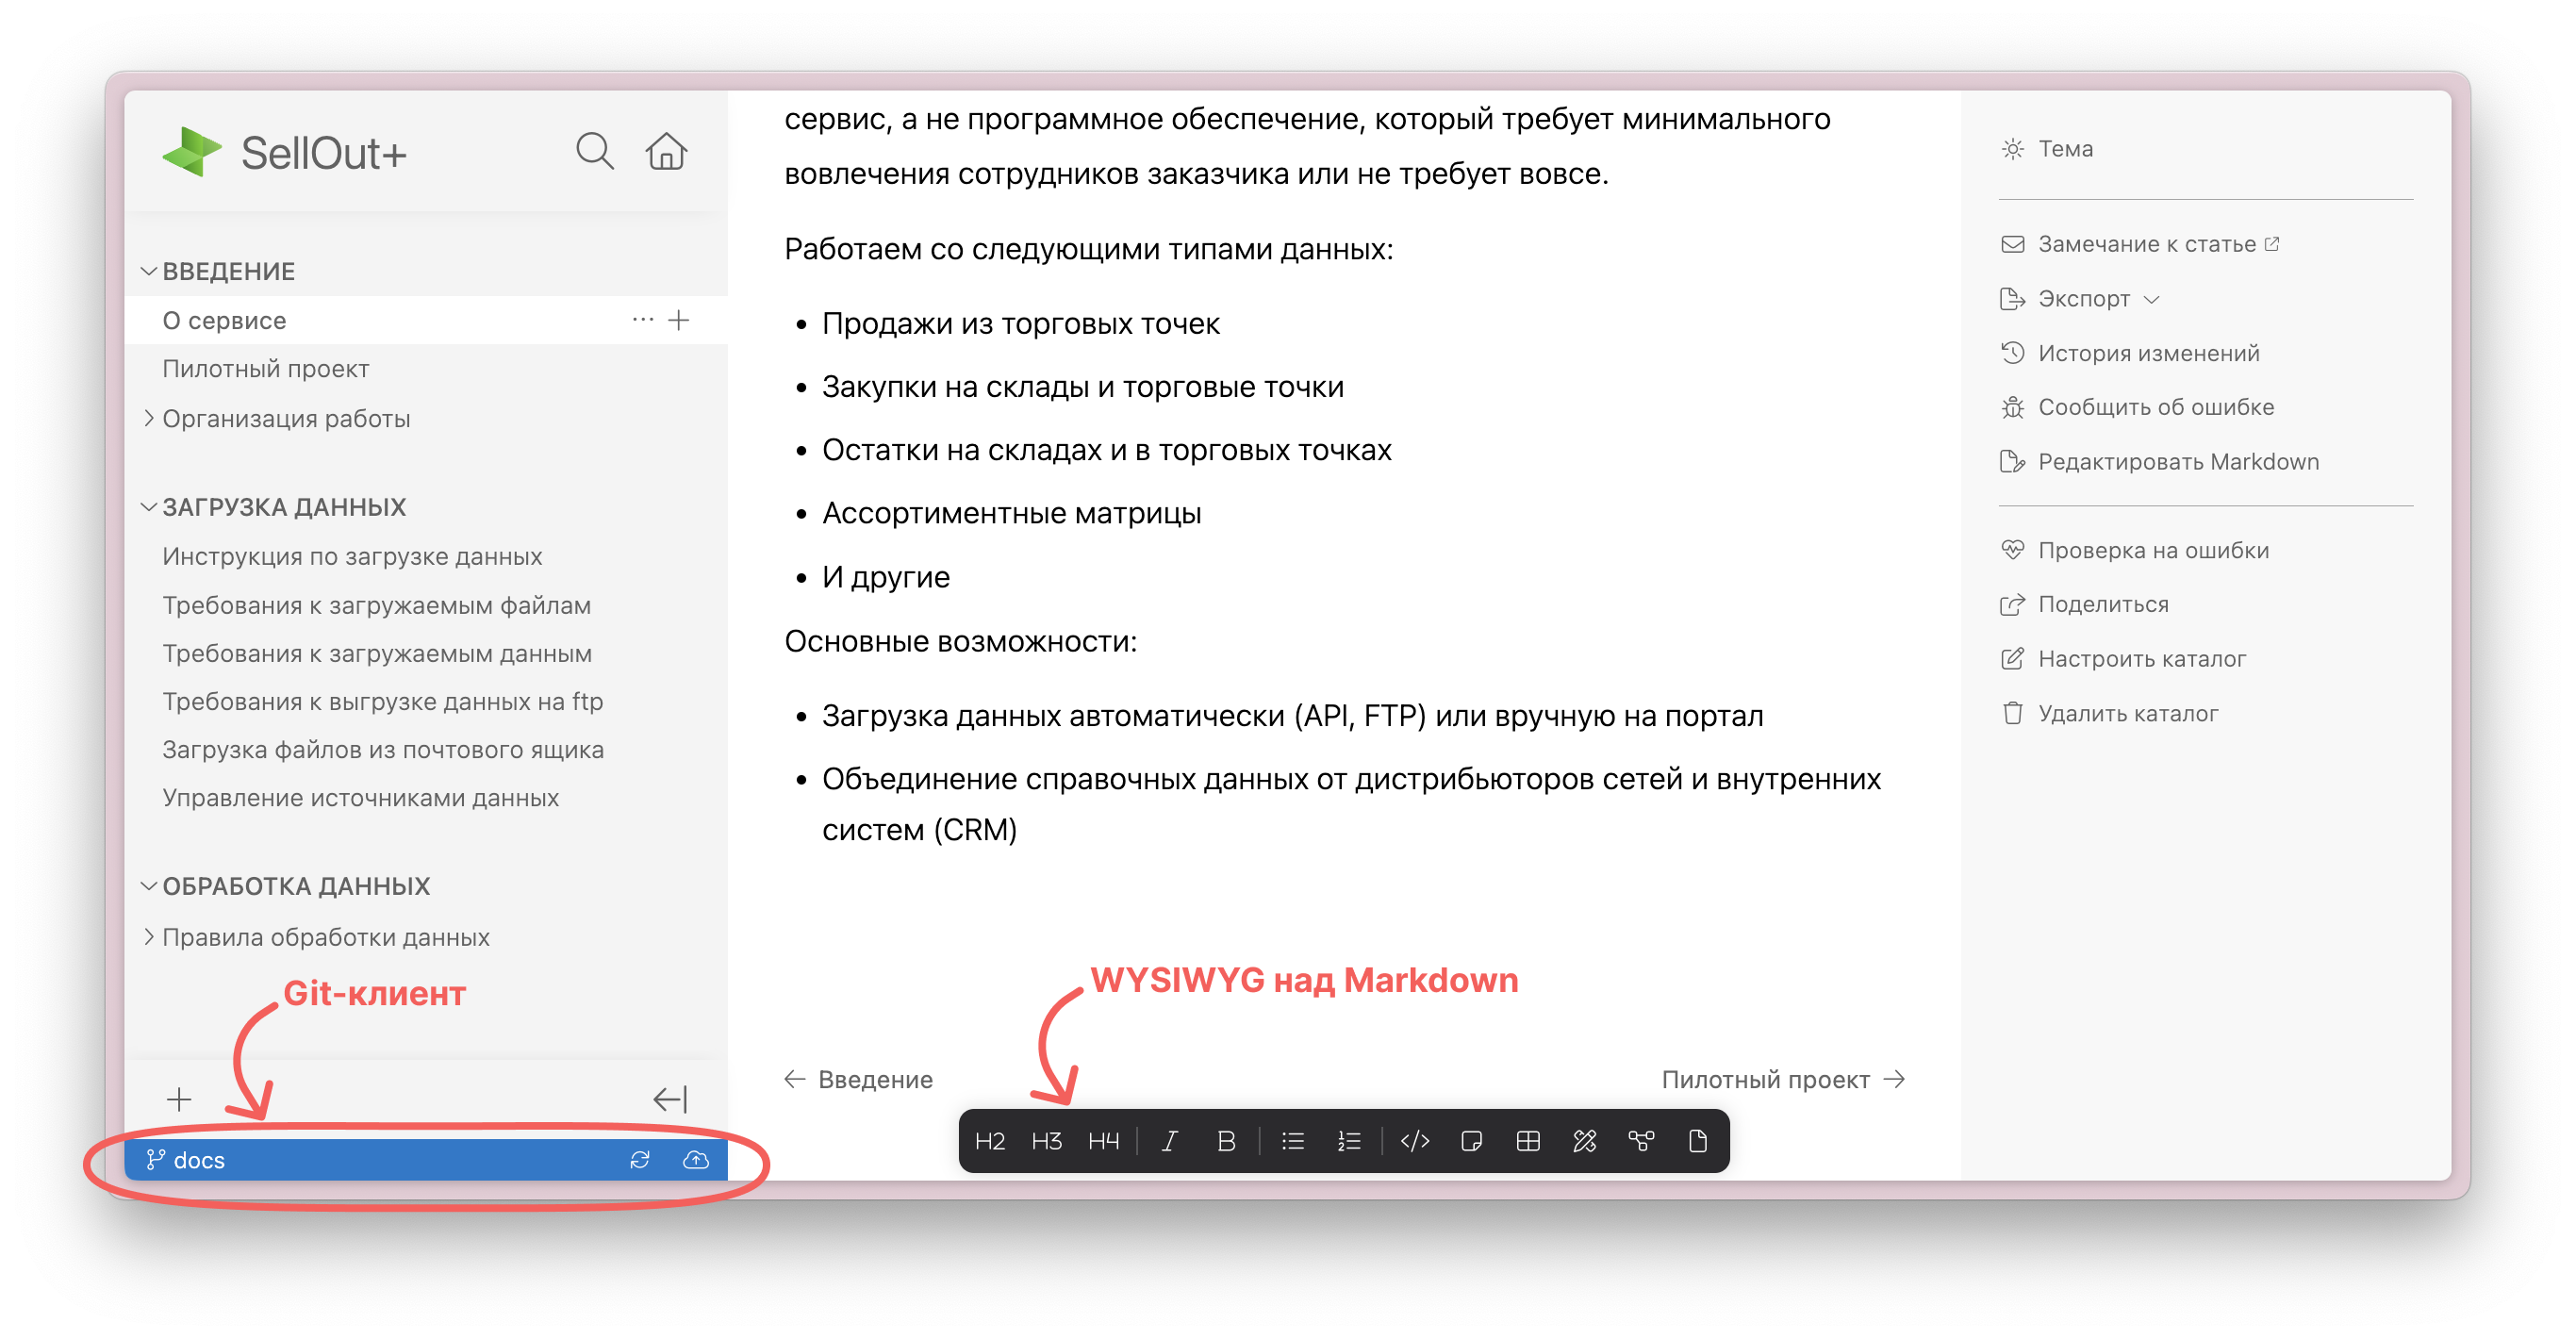 SellOut+
ВВЕДЕНИЕ
О сервисе
Пилотный проект
Организация работы
ЗАГРУЗКА ДАННЫХ
Инструкция по загрузке данных
Требования к загружаемым файлам
Требования к загружаемым данным
Требования к выгрузке данных на ftp
Загрузка файлов из почтового ящика
Управление источниками данных
ОБРАБОТКА ДАННЫХ
Правила обработки данных
Git-клиент
docs
сервис, а не программное обеспечение, который требует минимального
вовлечения сотрудников заказчика или не требует вовсе.
Работаем со следующими типами данных:
• Продажи из торговых точек
• Закупки на склады и торговые точки
• Остатки на складах и в торговых точках
• Ассортиментные матрицы
• И другие
Основные возможности:
• Загрузка данных автоматически (API, FTP) или вручную на портал
• Объединение справочных данных от дистрибьюторов сетей и внутренних
систем (CRM)
WYSIWYG над Markdown
← Введение
Пилотный проект →
H2 H3 H4 I B </>
Тема
Замечание к статье
Экспорт
История изменений
Сообщить об ошибке
Редактировать Markdown
Проверка на ошибки
Поделиться
Настроить каталог
Удалить каталог